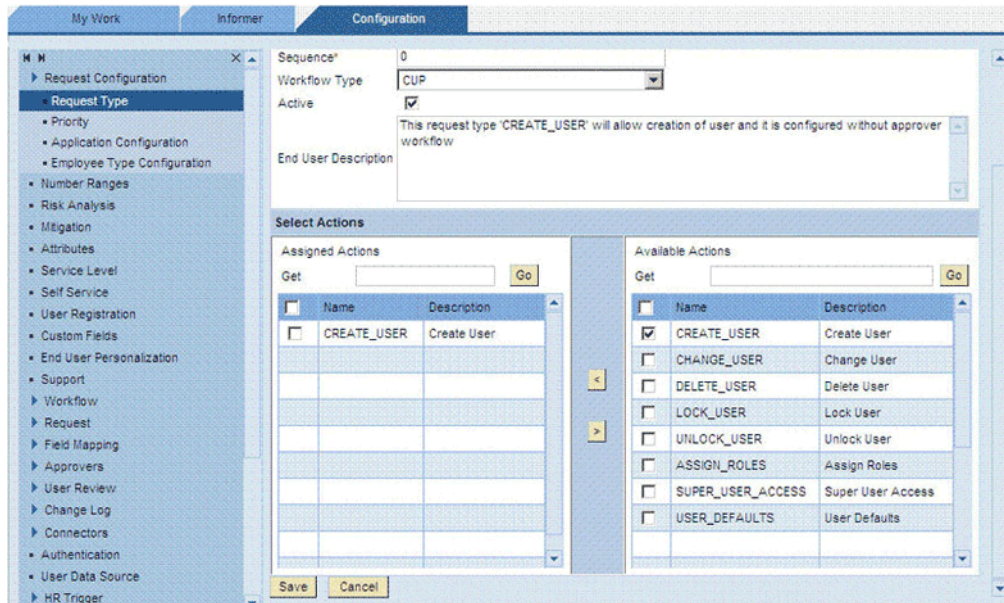 My Work
Informer
Configuration
Request Configuration
Request Type
Priority
Application Configuration
Employee Type Configuration
Number Ranges
Risk Analysis
Mitigation
Attributes
Service Level
Self Service
User Registration
Custom Fields
End User Personalization
Support
Workflow
Request
Field Mapping
Approvers
User Review
Change Log
Connectors
Authentication
User Data Source
HR Trigger
Sequence* 0
Workflow Type CUP
Active
End User Description
This request type 'CREATE_USER' will allow creation of user and it is configured without approver
workflow
Select Actions
Assigned Actions
Get Go
Name Description
CREATE_USER Create User
<
>
Available Actions
Get Go
Name Description
CREATE_USER Create User
CHANGE_USER Change User
DELETE_USER Delete User
LOCK_USER Lock User
UNLOCK_USER Unlock User
ASSIGN_ROLES Assign Roles
SUPER_USER_ACCESS Super User Access
USER_DEFAULTS User Defaults
Save Cancel